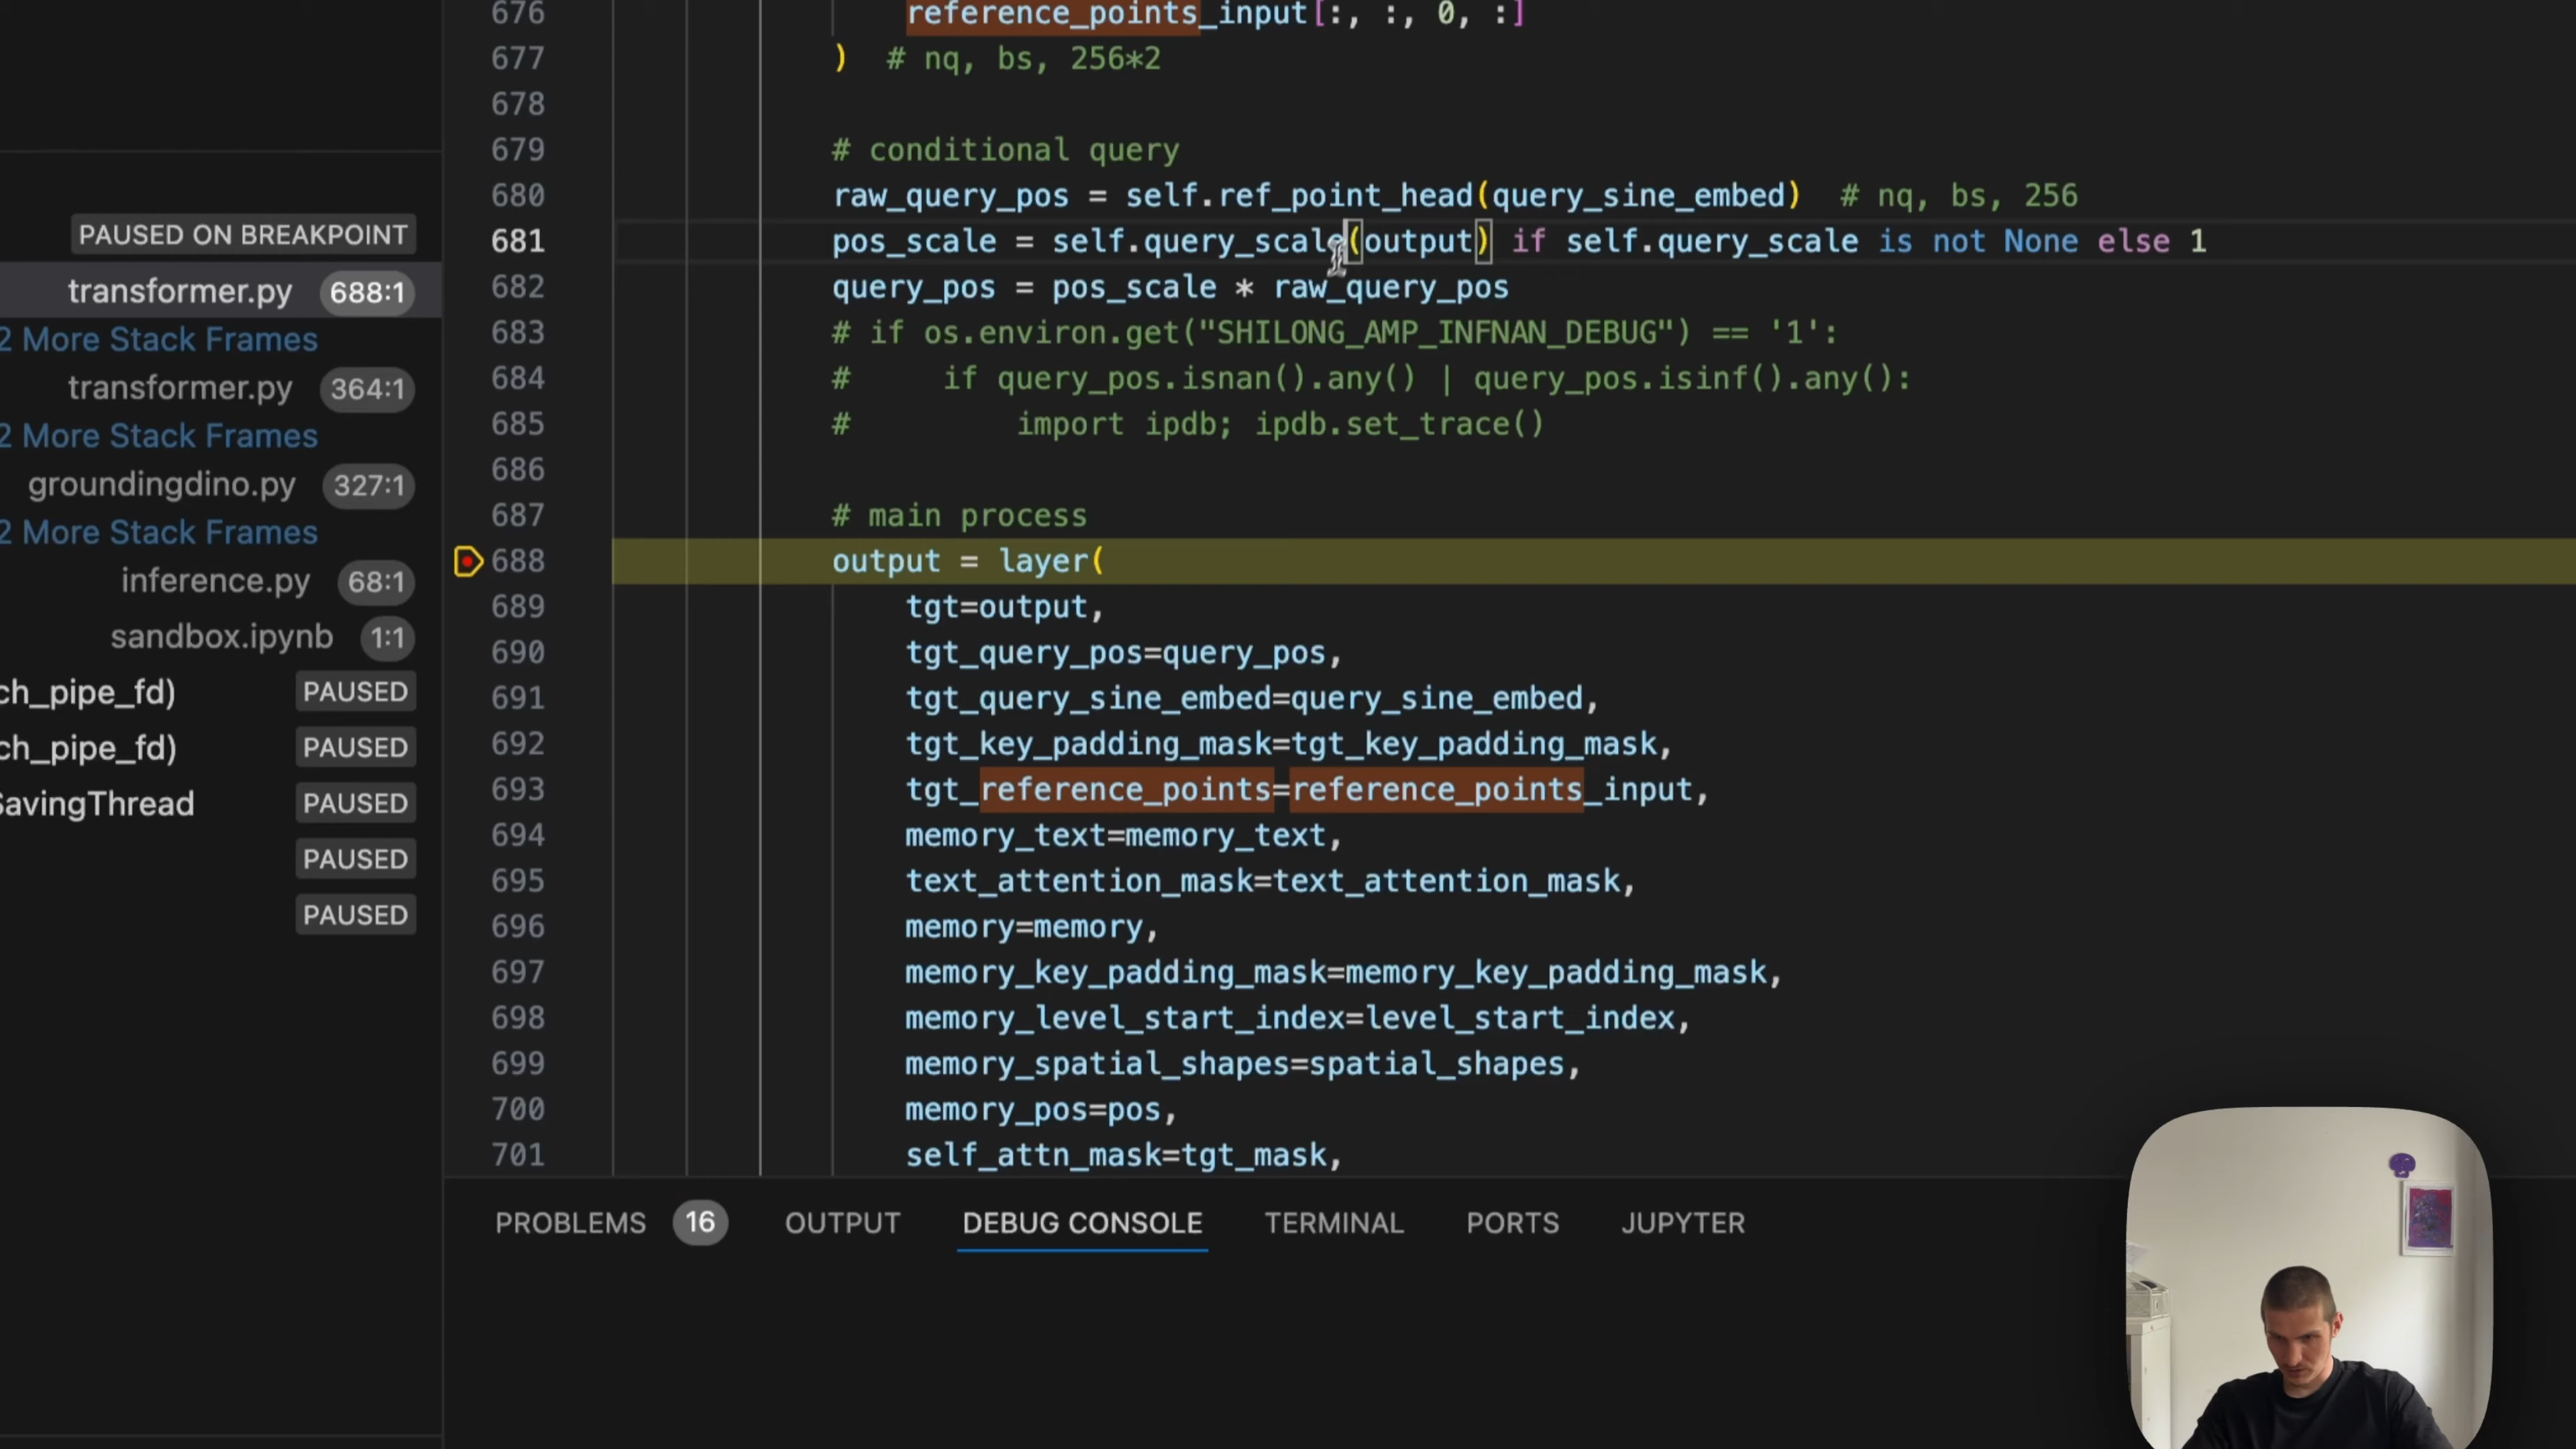 676 reference_points_input[:, :, 0, :]
677 ) # nq, bs, 256*2
678
679 # conditional query
680 raw_query_pos = self.ref_point_head(query_sine_embed) # nq, bs, 256
681 pos_scale = self.query_scale(output) if self.query_scale is not None else 1
682 query_pos = pos_scale * raw_query_pos
683 # if os.environ.get("SHILONG_AMP_INFNAN_DEBUG") == '1':
684 # if query_pos.isnan().any() | query_pos.isinf().any():
685 # import ipdb; ipdb.set_trace()
686
687 # main process
688 output = layer(
689 tgt=output,
690 tgt_query_pos=query_pos,
691 tgt_query_sine_embed=query_sine_embed,
692 tgt_key_padding_mask=tgt_key_padding_mask,
693 tgt_reference_points=reference_points_input,
694 memory_text=memory_text,
695 text_attention_mask=text_attention_mask,
696 memory=memory,
697 memory_key_padding_mask=memory_key_padding_mask,
698 memory_level_start_index=level_start_index,
699 memory_spatial_shapes=spatial_shapes,
700 memory_pos=pos,
701 self_attn_mask=tgt_mask,
PAUSED ON BREAKPOINT
transformer.py 688:1
2 More Stack Frames
transformer.py 364:1
2 More Stack Frames
groundingdino.py 327:1
2 More Stack Frames
inference.py 68:1
sandbox.ipynb 1:1
ch_pipe_fd) PAUSED
ch_pipe_fd) PAUSED
SavingThread PAUSED
PAUSED
PAUSED
PROBLEMS 16 OUTPUT DEBUG CONSOLE TERMINAL PORTS JUPYTER